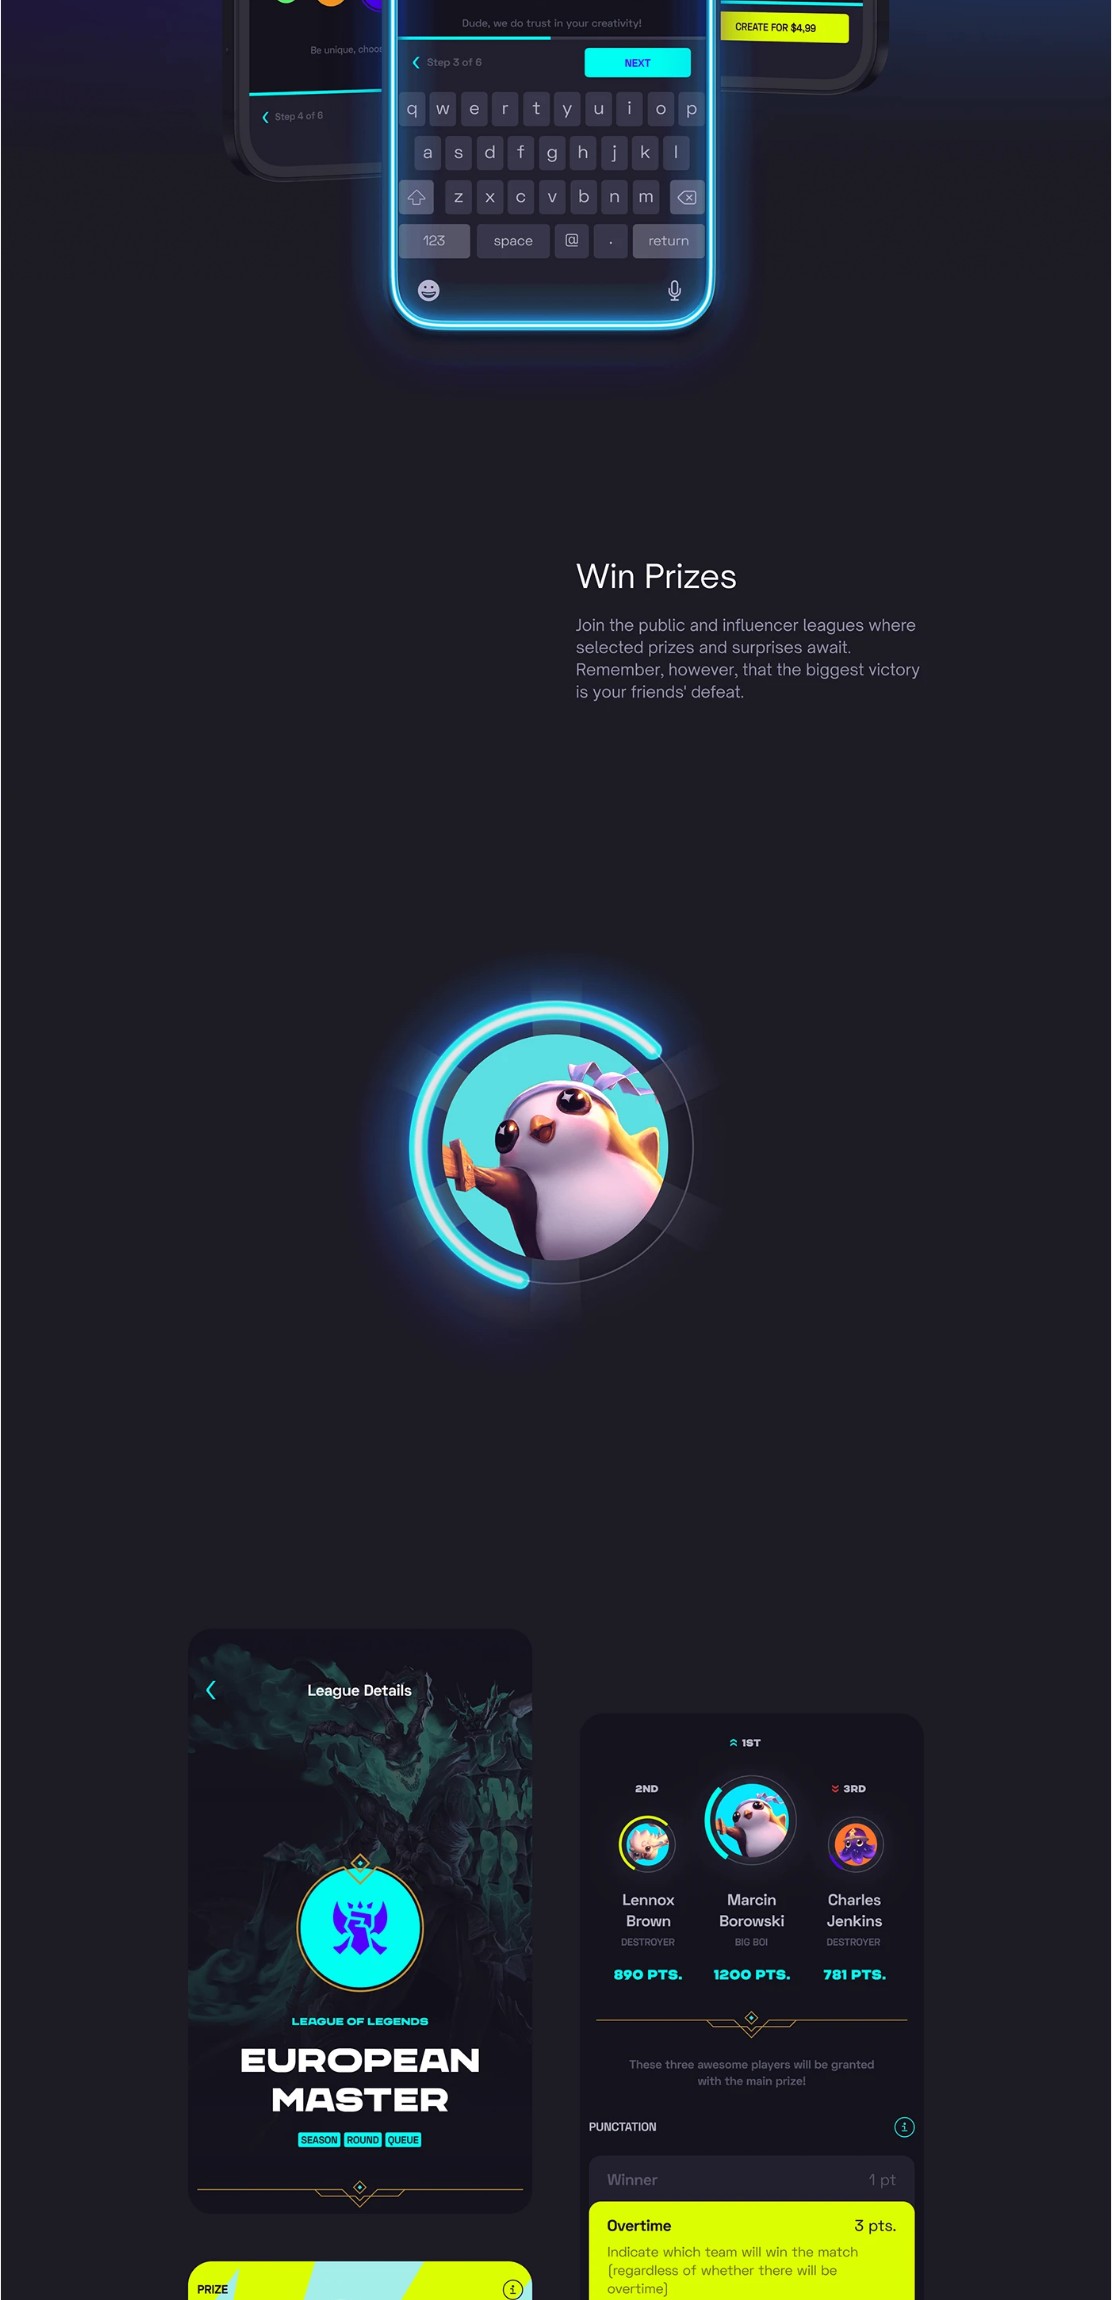 Dude, we do trust in your creativity!
CREATE FOR $4,99
Be unique, choo
Step 3 of 6
NEXT
Step 4 of 6
q w e r t y u i o p
a s d f g h j k l
z x c v b n m
123 space @ . return
Win Prizes
Join the public and influencer leagues where
selected prizes and surprises await.
Remember, however, that the biggest victory
is your friends' defeat.
League Details
LEAGUE OF LEGENDS
EUROPEAN
MASTER
SEASON ROUND QUEUE
PRIZE
1ST
2ND
3RD
Lennox
Brown
DESTROYER
890 PTS.
Marcin
Borowski
BIG BOI
1200 PTS.
Charles
Jenkins
DESTROYER
781 PTS.
These three awesome players will be granted
with the main prize!
PUNCTATION
Winner 1 pt
Overtime 3 pts.
Indicate which team will win the match
(regardless of whether there will be
overtime)